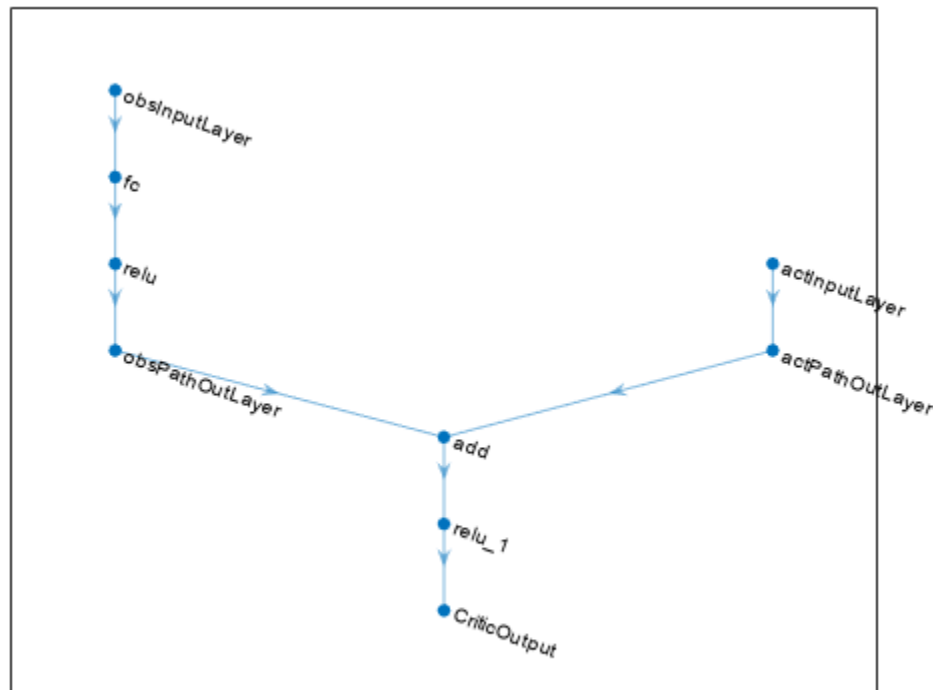 obsInputLayer
fc
relu
actInputLayer
obsPathOutLayer
actPathOutLayer
add
relu_1
CriticOutput